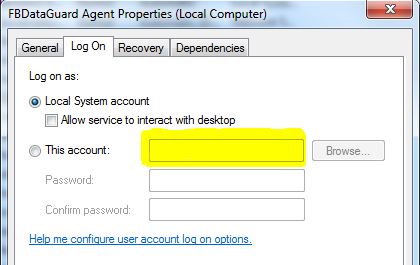 FBDataGuard Agent Properties (Local Computer)
General Log On Recovery Dependencies
Log on as:
Local System account
Allow service to interact with desktop
This account:
Browse...
Password:
Confirm password:
Help me configure user account log on options.